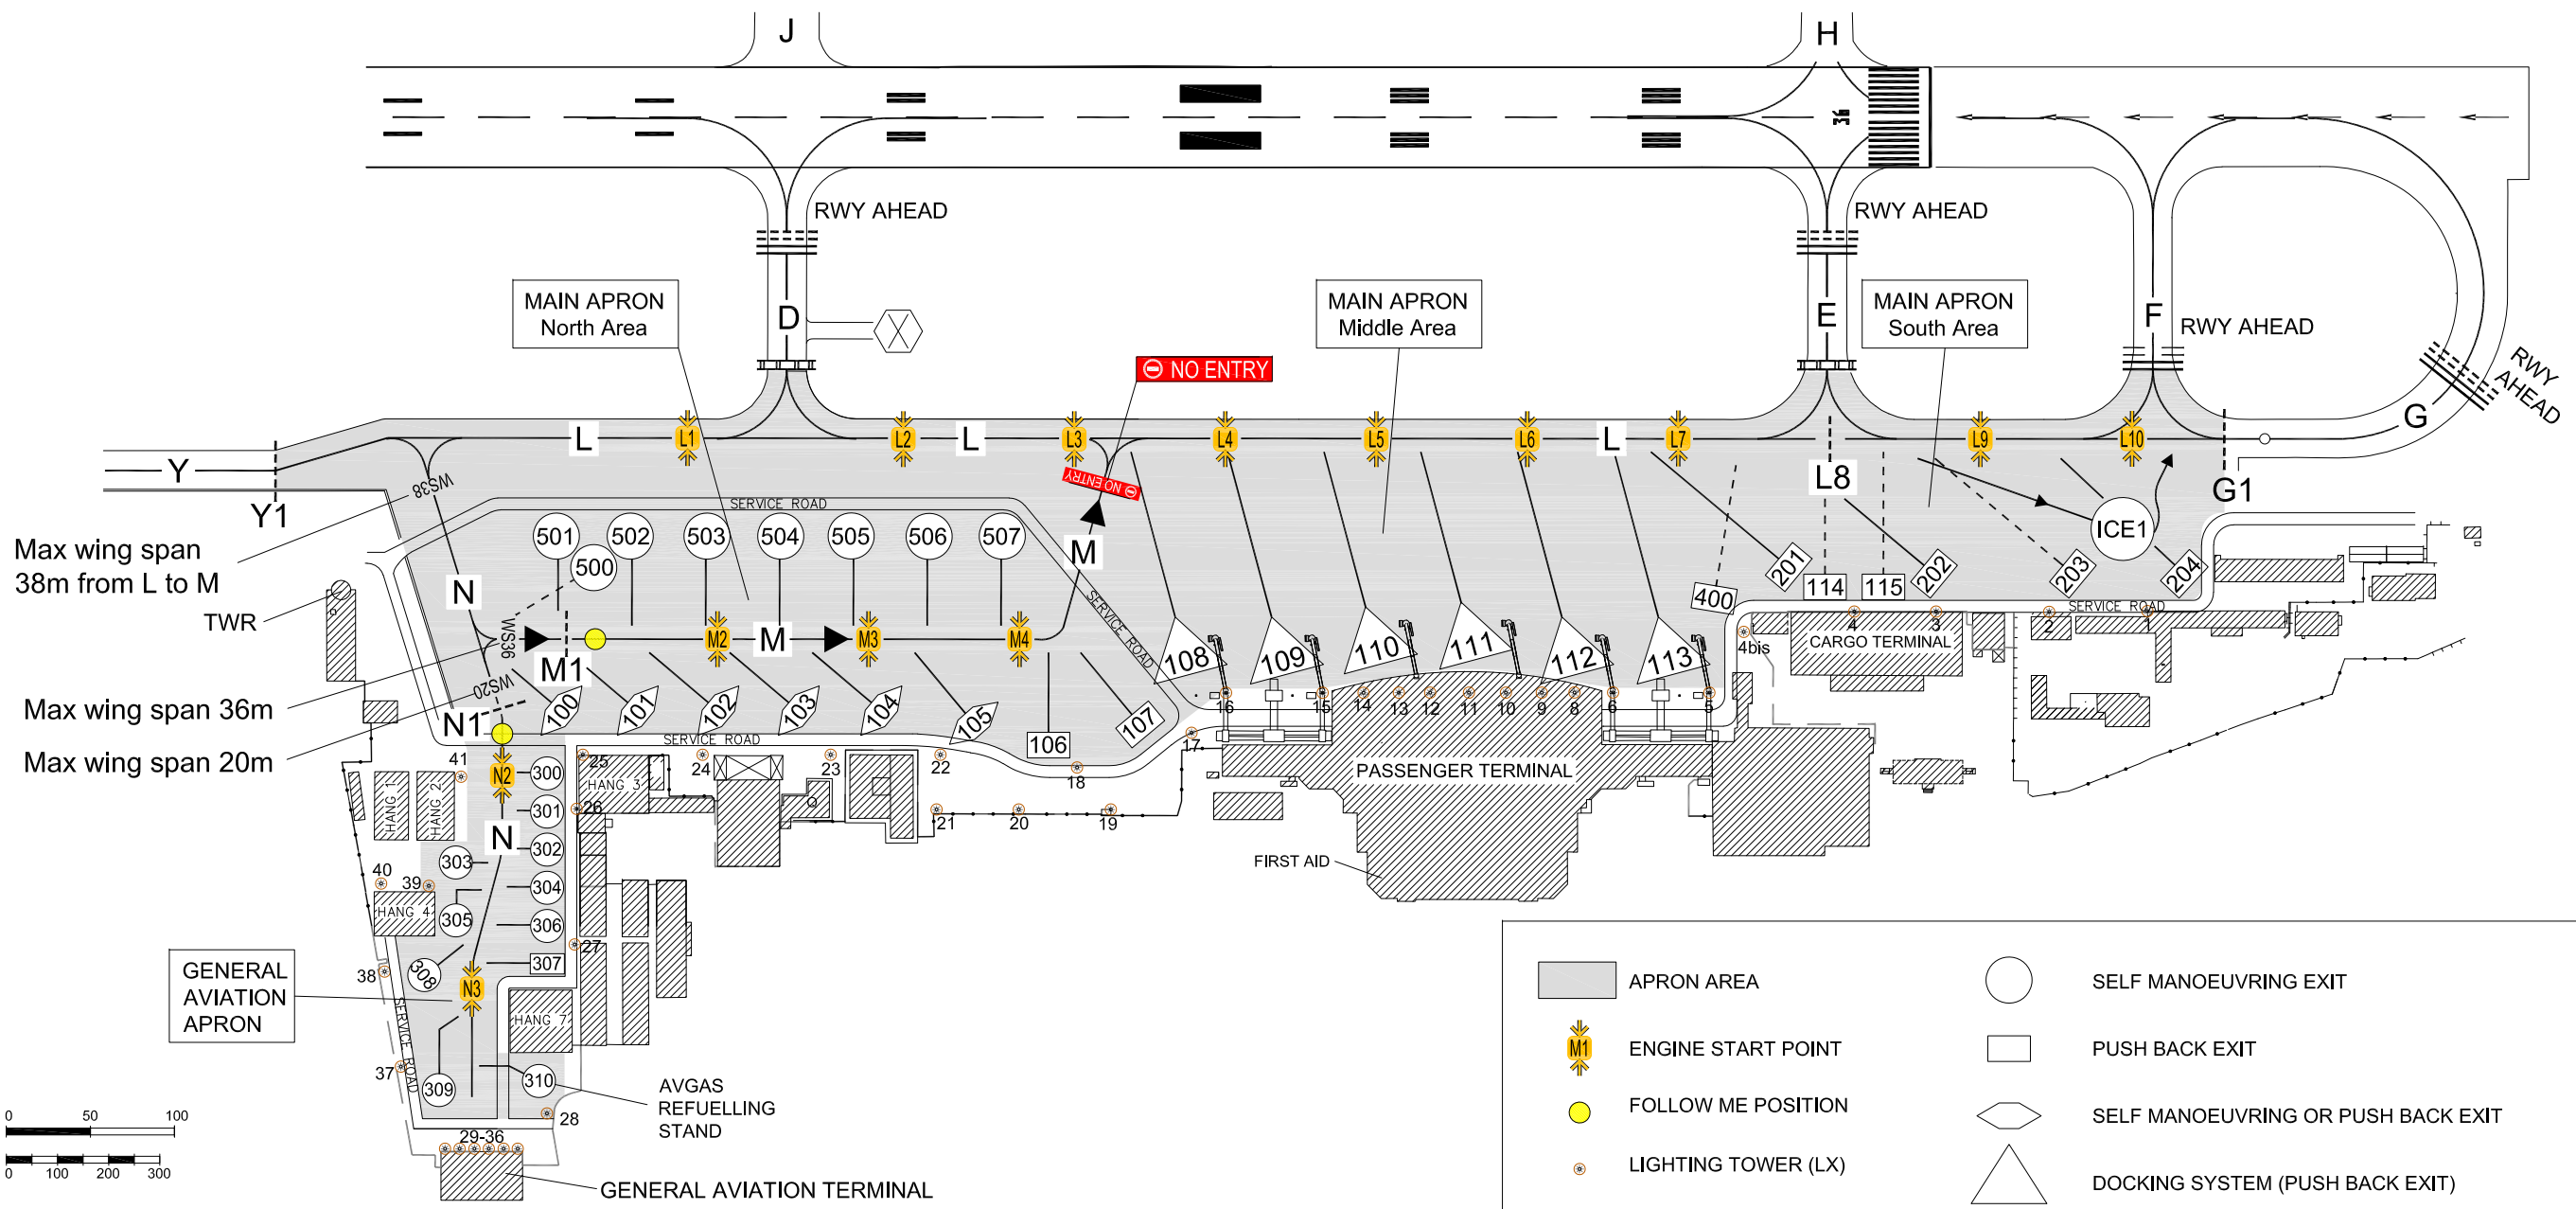 J
H
36
RWY AHEAD
RWY AHEAD
MAIN APRON
North Area
D
MAIN APRON
Middle Area
E
MAIN APRON
South Area
F
RWY AHEAD
RWY
AHEAD
NO ENTRY
G
L1
L2
L3
L4
L5
L6
L7
L9
L10
L
L
L
Y
Y1
WS38
NO ENTRY
L8
G1
SERVICE ROAD
Max wing span
38m from L to M
TWR
501
502
503
504
505
506
507
500
M
ICE1
N
WS36
M1
M2
M
M3
M4
SERVICE ROAD
WS20
Max wing span 36m
Max wing span 20m
N1
100
101
102
103
104
105
106
107
108
109
110
111
112
113
400
201
114
115
202
203
204
SERVICE ROAD
CARGO TERMINAL
4bis
4
3
2
1
16
15
14
13
12
11
10
9
8
6
5
17
SERVICE ROAD
41
25
24
23
22
18
HANG 3
HANG 1
HANG 2
N2
300
301
302
303
304
305
306
307
308
N
26
21
20
19
PASSENGER TERMINAL
FIRST AID
40
39
HANG 4
27
38
N3
GENERAL
AVIATION
APRON
HANG 7
SERVICE ROAD
37
309
310
28
AVGAS
REFUELLING
STAND
29-36
GENERAL AVIATION TERMINAL
0 50 100
0 100 200 300
APRON AREA
M1
ENGINE START POINT
FOLLOW ME POSITION
LIGHTING TOWER (LX)
SELF MANOEUVRING EXIT
PUSH BACK EXIT
SELF MANOEUVRING OR PUSH BACK EXIT
DOCKING SYSTEM (PUSH BACK EXIT)